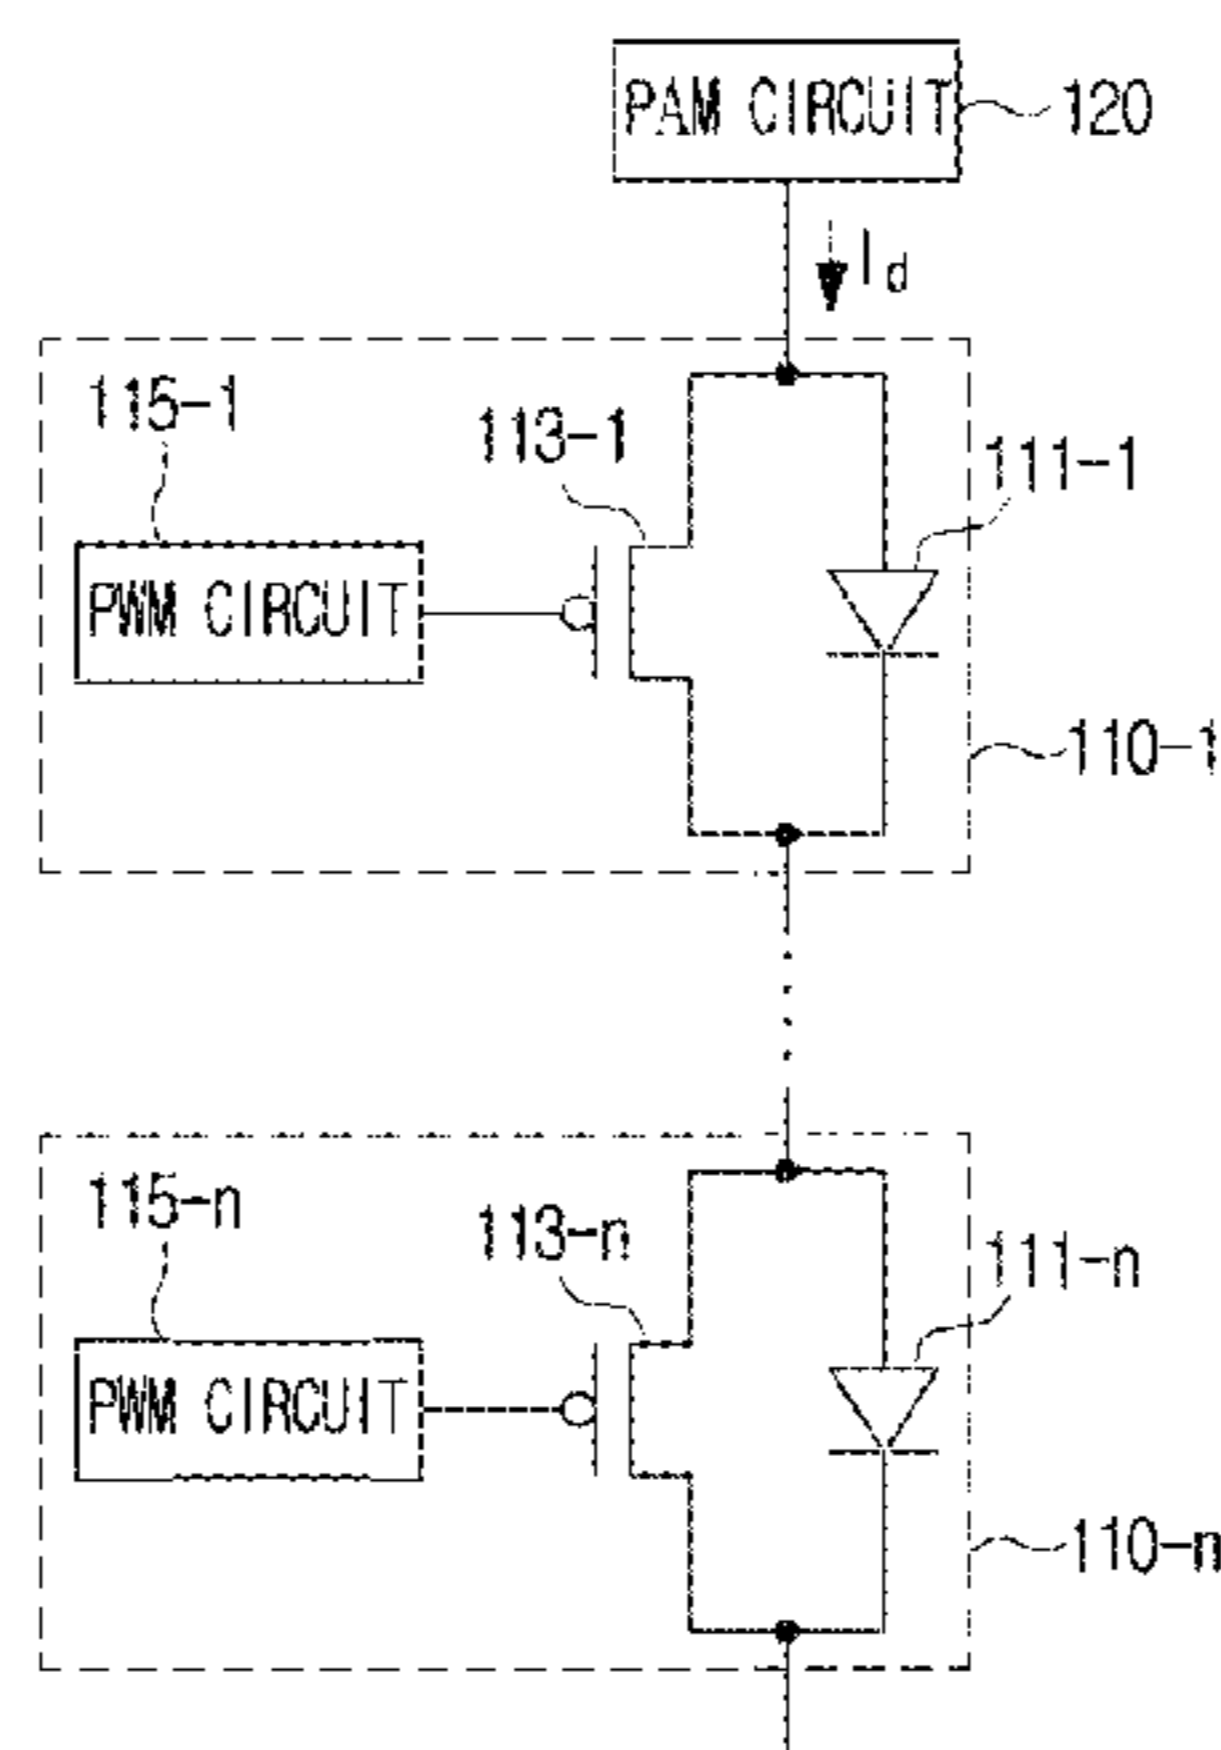 PAM CIRCUIT
120
Id
115-1
113-1
111-1
PWM CIRCUIT
110-1
115-n
113-n
111-n
PWM CIRCUIT
110-n